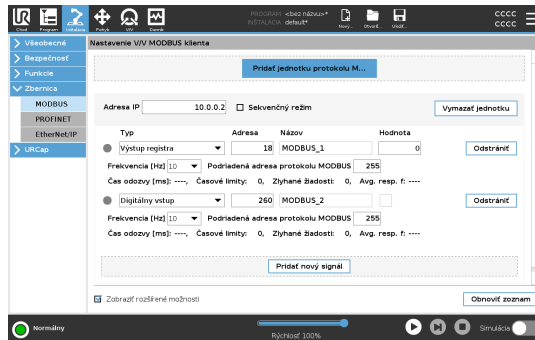 PROGRAM <bez názvu>*
INŠTALÁCIA default*
Chod Program Inštalácia Pohyb V/V Denník
Nový... Otvoriť... Uložiť...
CCCC
CCCC
Všeobecné
Bezpečnosť
Funkcie
Zbernica
MODBUS
PROFINET
EtherNet/IP
URCap
Nastavenie V/V MODBUS klienta
Pridať jednotku protokolu M...
Adresa IP 10.0.0.2 Sekvenčný režim Vymazať jednotku
Typ Adresa Názov Hodnota
Výstup registra 18 MODBUS_1 0 Odstrániť
Frekvencia [Hz] 10 Podriadená adresa protokolu MODBUS 255
Čas odozvy [ms]: ----, Časové limity: 0, Zlyhané žiadosti: 0, Avg. resp. f: ----,
Digitálny vstup 260 MODBUS_2 Odstrániť
Frekvencia [Hz] 10 Podriadená adresa protokolu MODBUS 255
Čas odozvy [ms]: ----, Časové limity: 0, Zlyhané žiadosti: 0, Avg. resp. f: ----,
Pridať nový signál
Zobraziť rozšírené možnosti Obnoviť zoznam
Normálny
Rýchlosť 100%
Simulácia